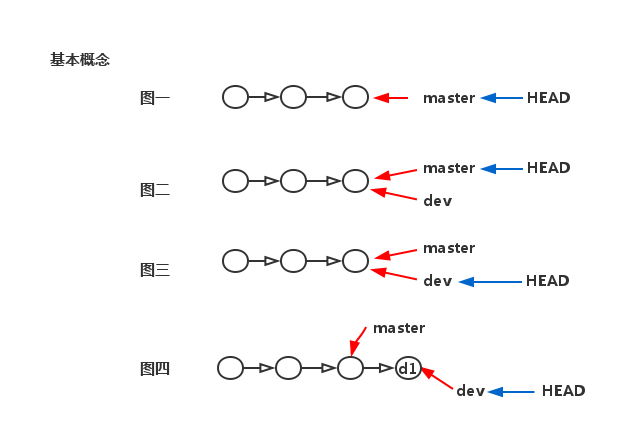 基本概念
图一 master HEAD
图二 master HEAD
dev
图三 master
dev HEAD
master
图四 d1
dev HEAD